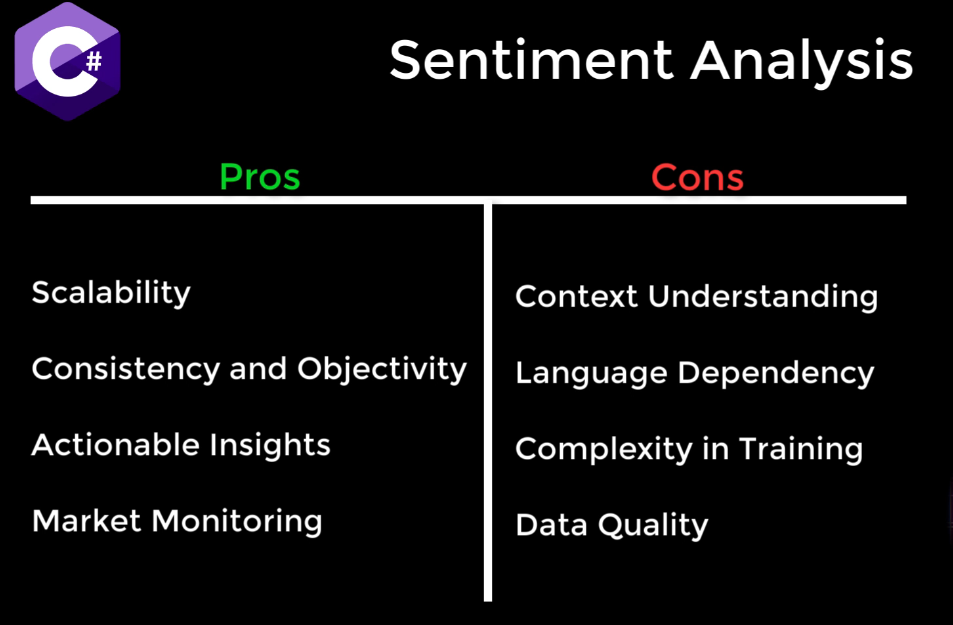 C#
Sentiment Analysis
Pros
Cons
Scalability
Consistency and Objectivity
Actionable Insights
Market Monitoring
Context Understanding
Language Dependency
Complexity in Training
Data Quality